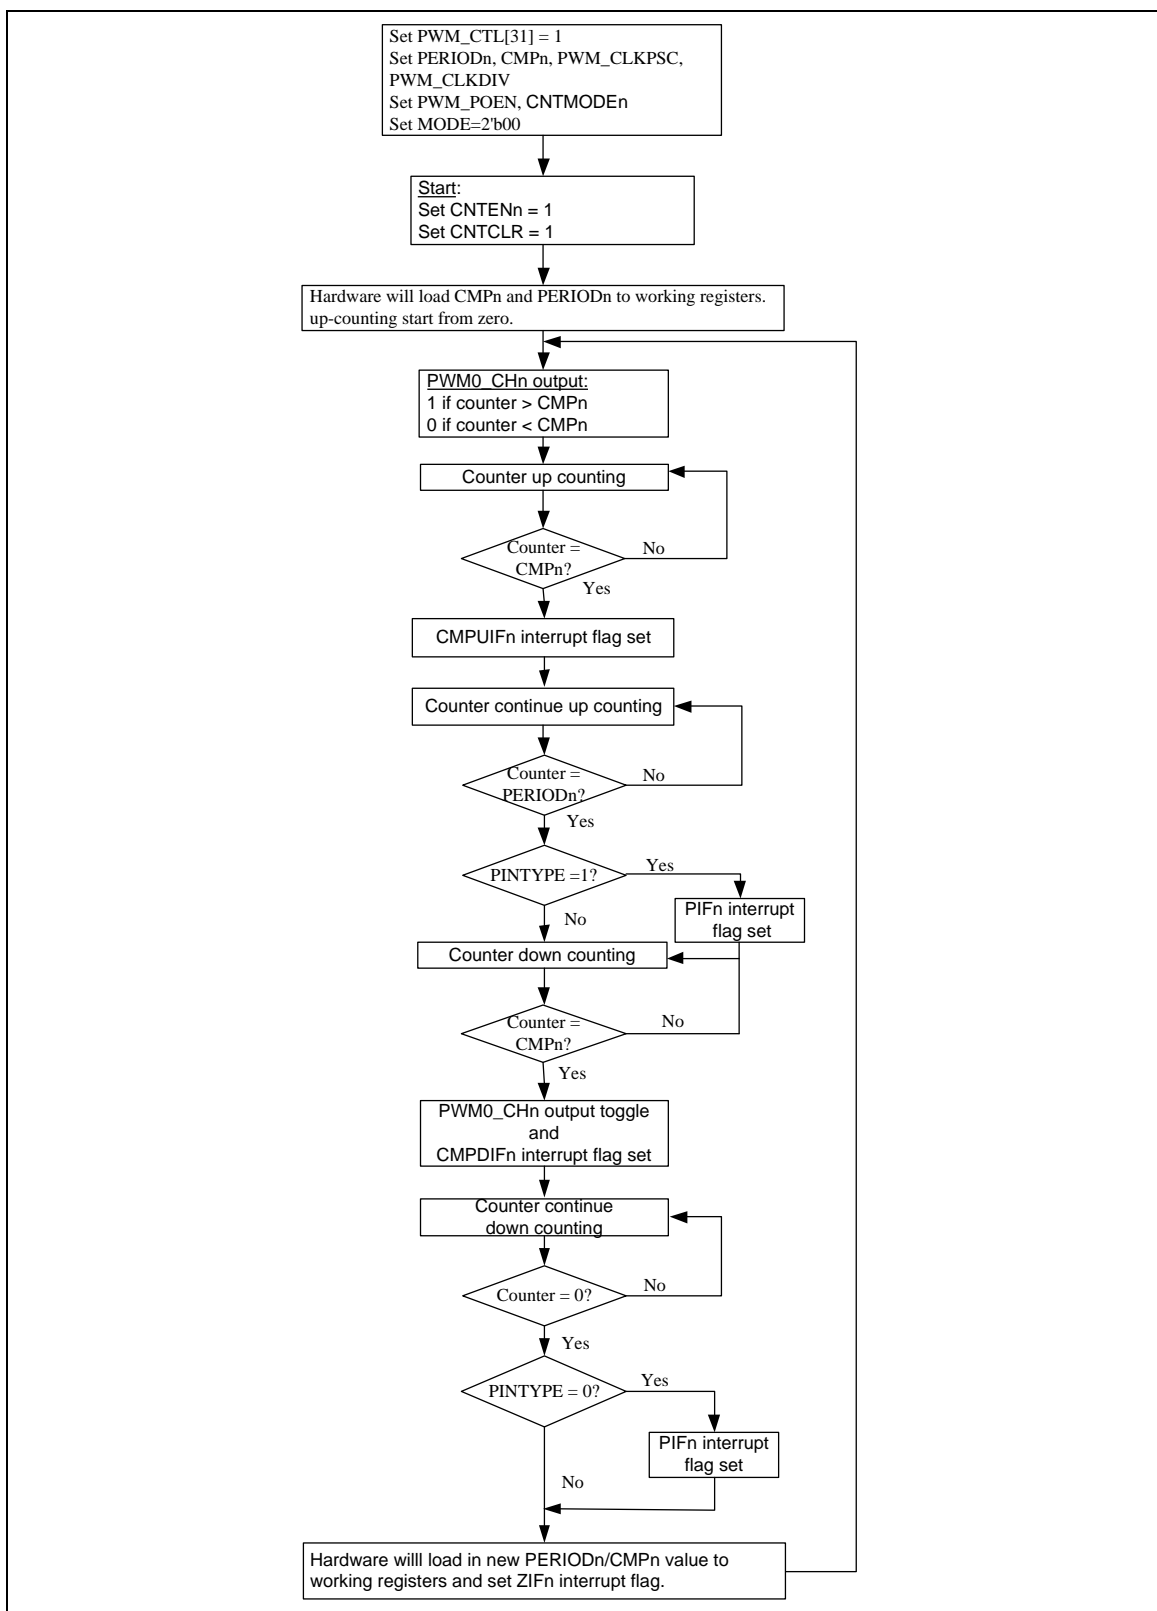 Set PWM_CTL[31] = 1
Set PERIODn, CMPn, PWM_CLKPSC,
PWM_CLKDIV
Set PWM_POEN, CNTMODEn
Set MODE=2'b00
Start:
Set CNTENn = 1
Set CNTCLR = 1
Hardware will load CMPn and PERIODn to working registers.
up-counting start from zero.
PWM0_CHn output:
1 if counter > CMPn
0 if counter < CMPn
Counter up counting
Counter =
CMPn?
No
Yes
CMPUIFn interrupt flag set
Counter continue up counting
Counter =
PERIODn?
No
Yes
PINTYPE =1?
Yes
No
PIFn interrupt
flag set
Counter down counting
Counter =
CMPn?
No
Yes
PWM0_CHn output toggle
and
CMPDIFn interrupt flag set
Counter continue
down counting
Counter = 0?
No
Yes
PINTYPE = 0?
Yes
PIFn interrupt
flag set
No
Hardware willl load in new PERIODn/CMPn value to
working registers and set ZIFn interrupt flag.